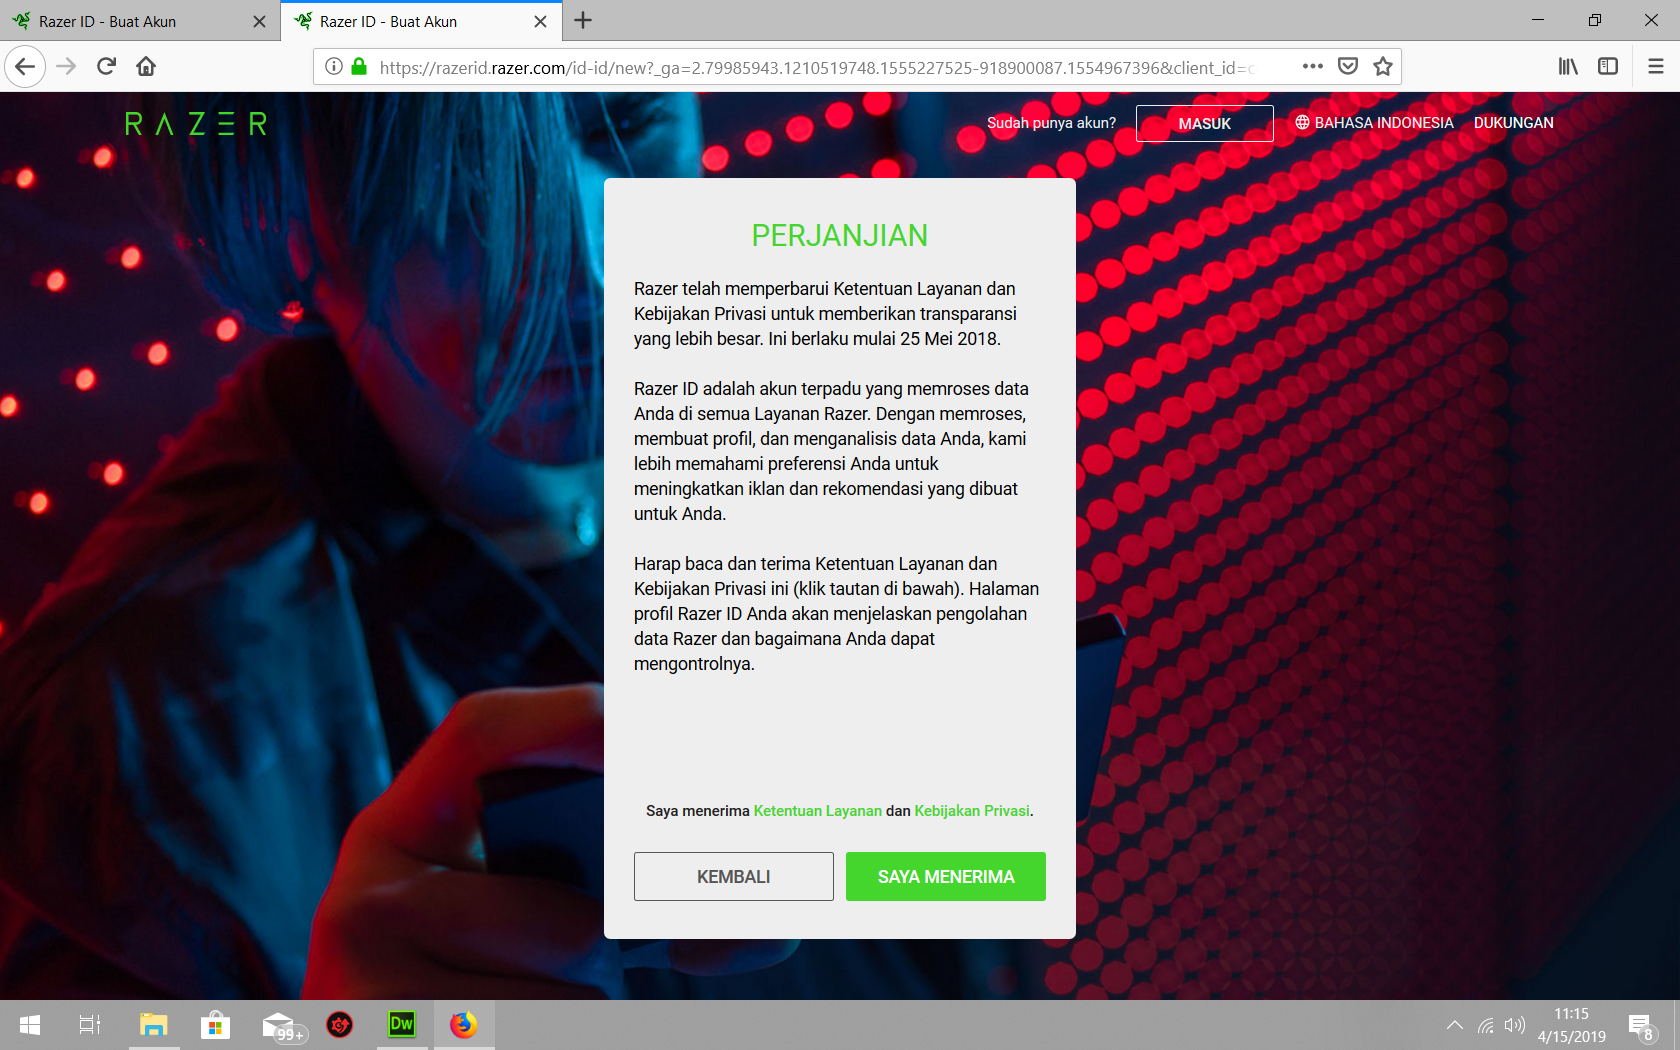 Razer ID - Buat Akun
Razer ID - Buat Akun
https://razerid.razer.com/id-id/new?_ga=2.79985943.1210519748.1555227525-918900087.1554967396&client_id=
RAZER
Sudah punya akun?
MASUK
BAHASA INDONESIA
DUKUNGAN
PERJANJIAN
Razer telah memperbarui Ketentuan Layanan dan
Kebijakan Privasi untuk memberikan transparansi
yang lebih besar. Ini berlaku mulai 25 Mei 2018.
Razer ID adalah akun terpadu yang memroses data
Anda di semua Layanan Razer. Dengan memroses,
membuat profil, dan menganalisis data Anda, kami
lebih memahami preferensi Anda untuk
meningkatkan iklan dan rekomendasi yang dibuat
untuk Anda.
Harap baca dan terima Ketentuan Layanan dan
Kebijakan Privasi ini (klik tautan di bawah). Halaman
profil Razer ID Anda akan menjelaskan pengolahan
data Razer dan bagaimana Anda dapat
mengontrolnya.
Saya menerima Ketentuan Layanan dan Kebijakan Privasi.
KEMBALI
SAYA MENERIMA
99+
Dw
11:15
4/15/2019
8